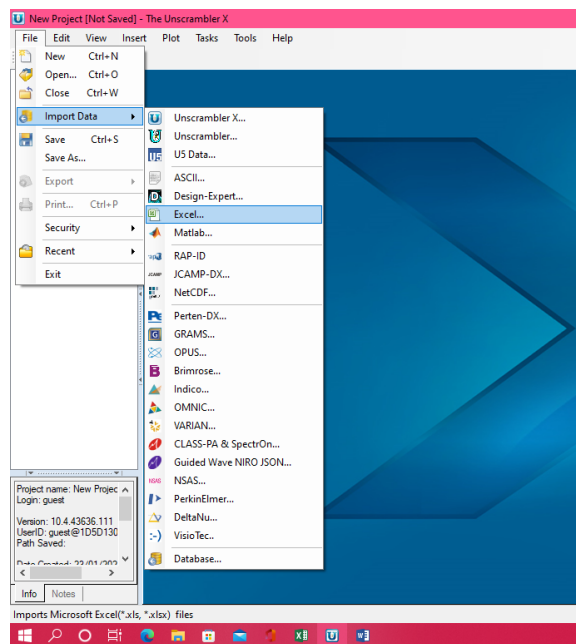 New Project [Not Saved] - The Unscrambler X
File Edit View Insert Plot Tasks Tools Help
New Ctrl+N
Open... Ctrl+O
Close Ctrl+W
Import Data
Save Ctrl+S
Save As...
Export
Print... Ctrl+P
Security
Recent
Exit
Unscrambler X...
Unscrambler...
U5 Data...
ASCII...
Design-Expert...
Excel...
Matlab...
RAP-ID
JCAMP-DX...
NetCDF...
Perten-DX...
GRAMS...
OPUS...
Brimrose...
Indico...
OMNIC...
VARIAN...
CLASS-PA & SpectrOn...
Guided Wave NIRO JSON...
NSAS...
PerkinElmer...
DeltaNu...
VisioTec..
Database...
Project name: New Projec
Login: guest
Version: 10.4.43636.111
UserID: guest@1D5D130
Path Saved:
Info Notes
Imports Microsoft Excel(*.xls, *.xlsx) files